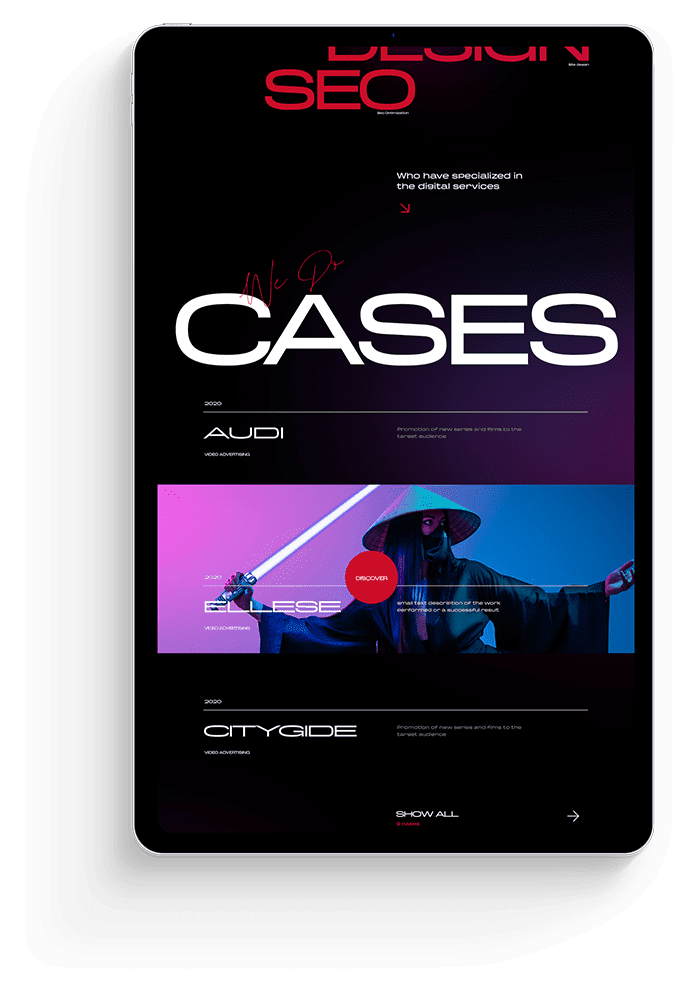 DESIGN
Site design
SEO
Seo Optimization
Who have specialized in
the digital services
We Do
CASES
2020
AUDI
Promotion of new series and films to the
target audience
VIDEO ADVERTISING
2020
DISCOVER
ELLESE
small text description of the work
performed or a successful result
VIDEO ADVERTISING
2020
CITYGIDE
Promotion of new series and films to the
target audience
VIDEO ADVERTISING
SHOW ALL
9 cases